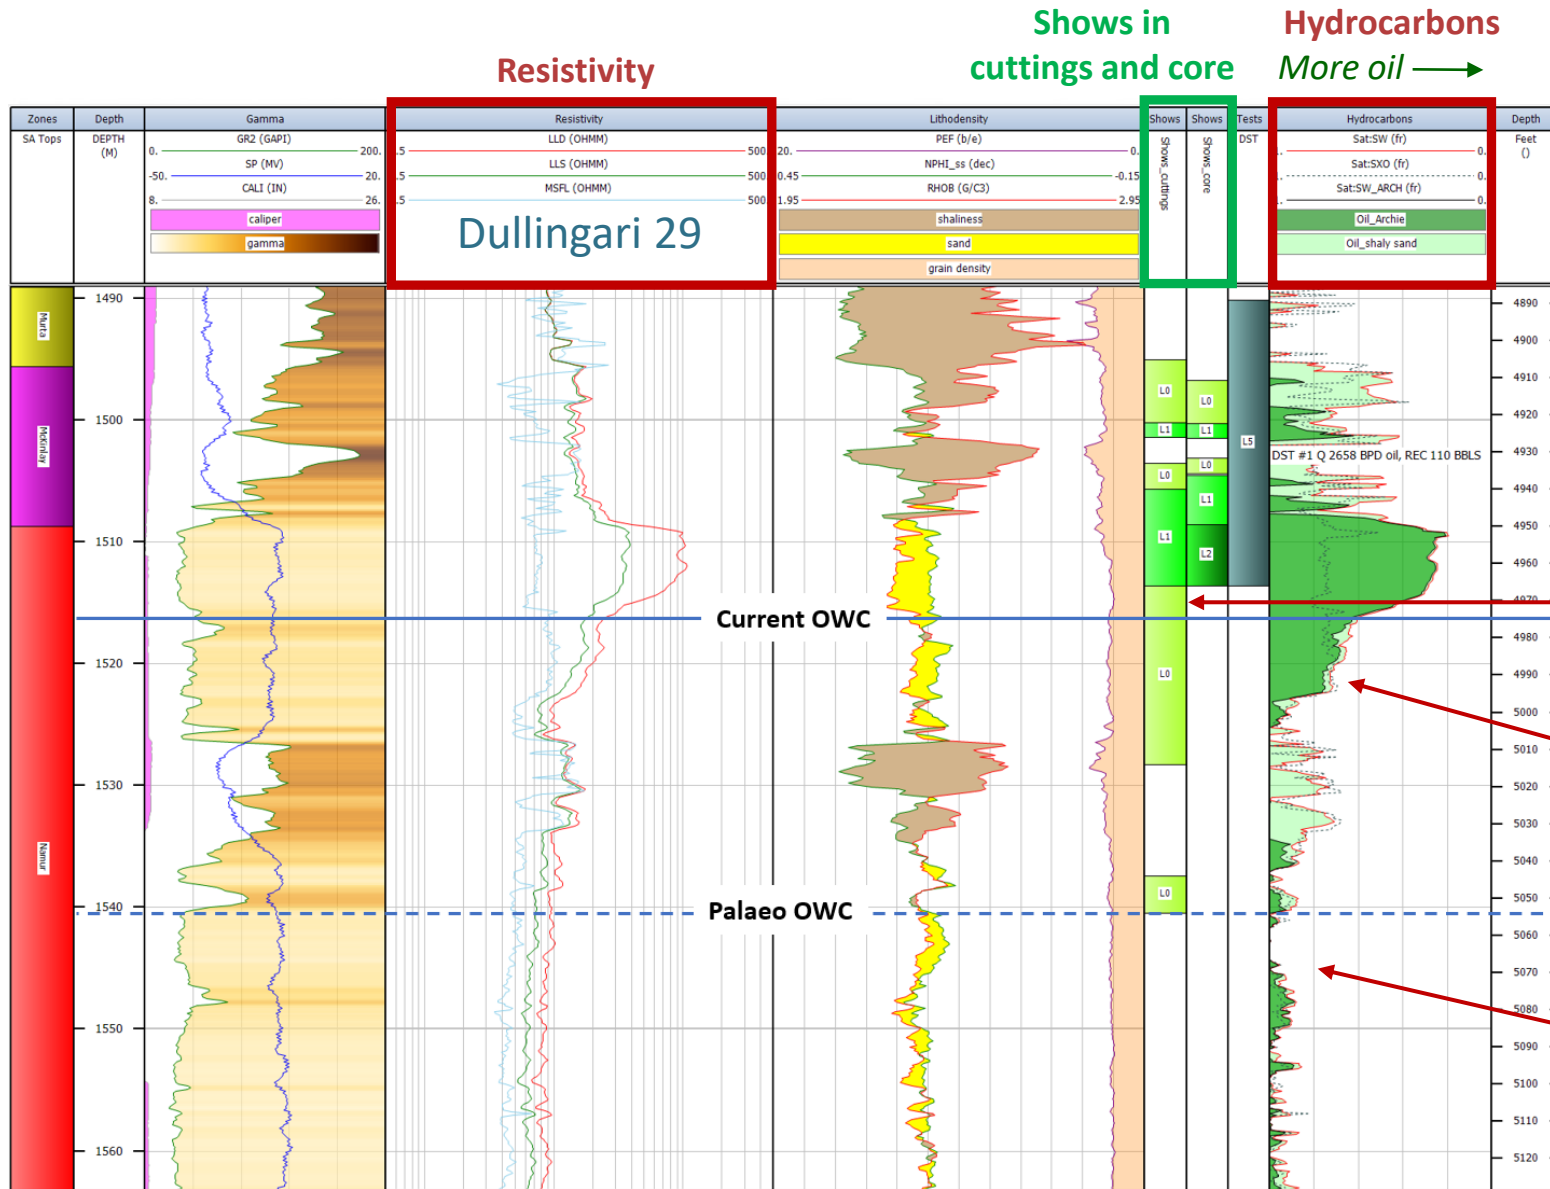 Shows in
cuttings and core
Hydrocarbons
More oil
Resistivity
Zones
Depth
Gamma
Resistivity
Lithodensity
Shows
Shows
Tests
Hydrocarbons
Depth
SA Tops
DEPTH
(M)
GR2 (GAPI)
0.
200.
SP (MV)
-50.
20.
CALI (IN)
8.
26.
caliper
gamma
LLD (OHMM)
.5
500.
LLS (OHMM)
.5
500.
MSFL (OHMM)
.5
500.
Dullingari 29
PEF (b/e)
20.
0.
NPHI_ss (dec)
0.45
-0.15
RHOB (G/C3)
1.95
2.95
shaliness
sand
grain density
Shows_cuttings
Shows_core
DST
Sat:SW (fr)
.
0.
Sat:SXO (fr)
.
0.
Sat:SW_ARCH (fr)
.
0.
Oil_Archie
Oil_shaly sand
Feet
()
Murta
McKinlay
Namur
1490
1500
1510
1520
1530
1540
1550
1560
L0
L1
L0
L1
L0
L0
L0
L1
L0
L1
L2
L5
DST #1 Q 2658 BPD oil, REC 110 BBLS
Current OWC
Palaeo OWC
4890
4900
4910
4920
4930
4940
4950
4960
4970
4980
4990
5000
5010
5020
5030
5040
5050
5060
5070
5080
5090
5100
5110
5120